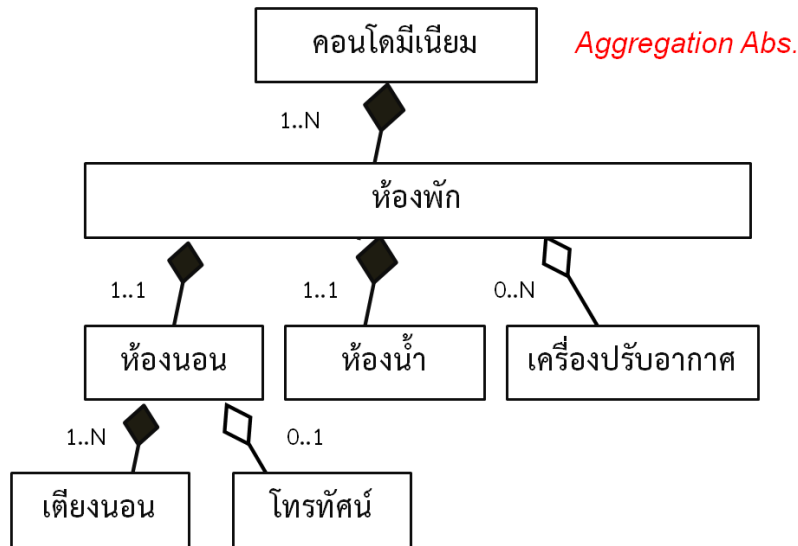 คอนโดมีเนียม
Aggregation Abs.
1..N
ห้องพัก
1..1
1..1
0..N
ห้องนอน
ห้องน้ำ
เครื่องปรับอากาศ
1..N
0..1
เตียงนอน
โทรทัศน์